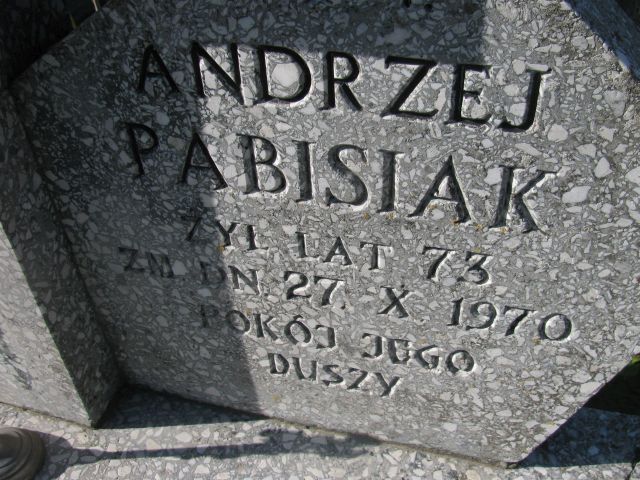 ANDRZEJ
PABISIAK
ŻYŁ LAT 73
ZM. DN. 27. X 1970
POKÓJ JEGO
DUSZY